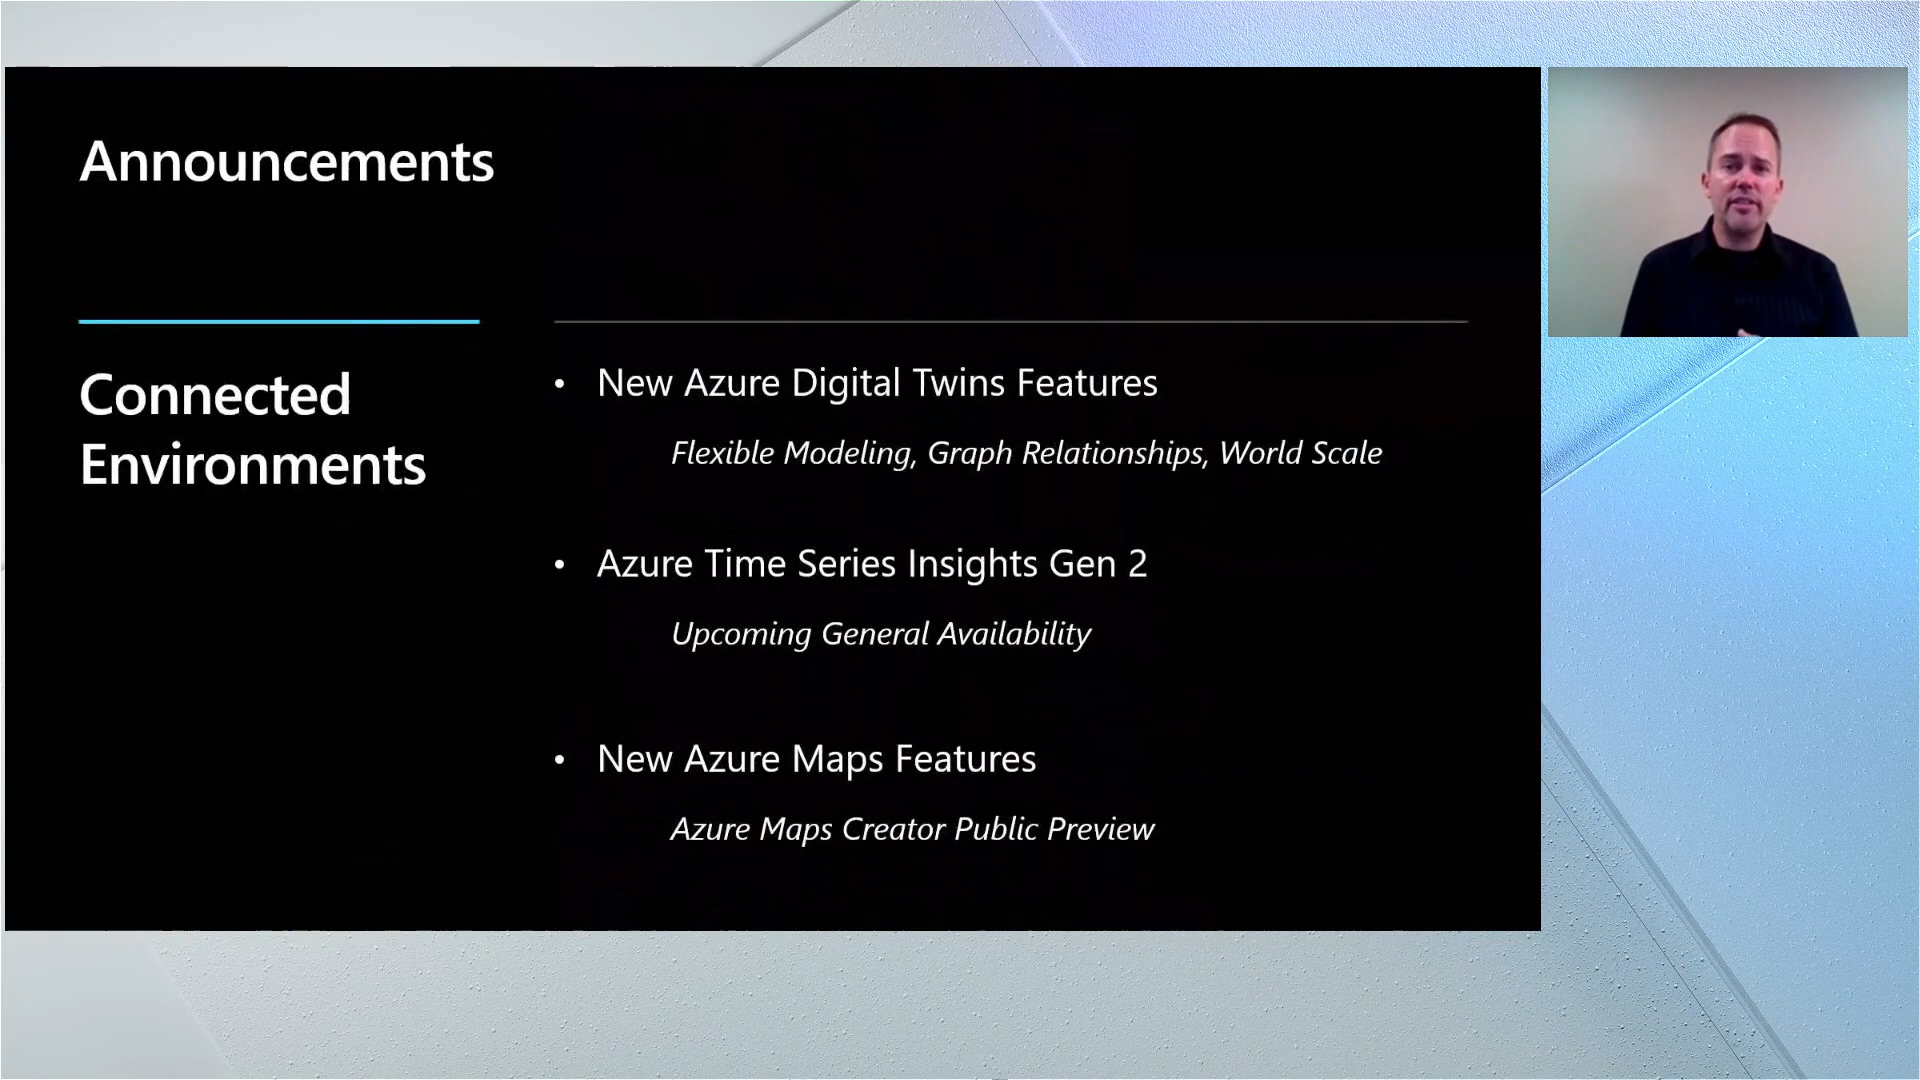 Announcements
Connected
Environments
• New Azure Digital Twins Features
Flexible Modeling, Graph Relationships, World Scale
• Azure Time Series Insights Gen 2
Upcoming General Availability
• New Azure Maps Features
Azure Maps Creator Public Preview